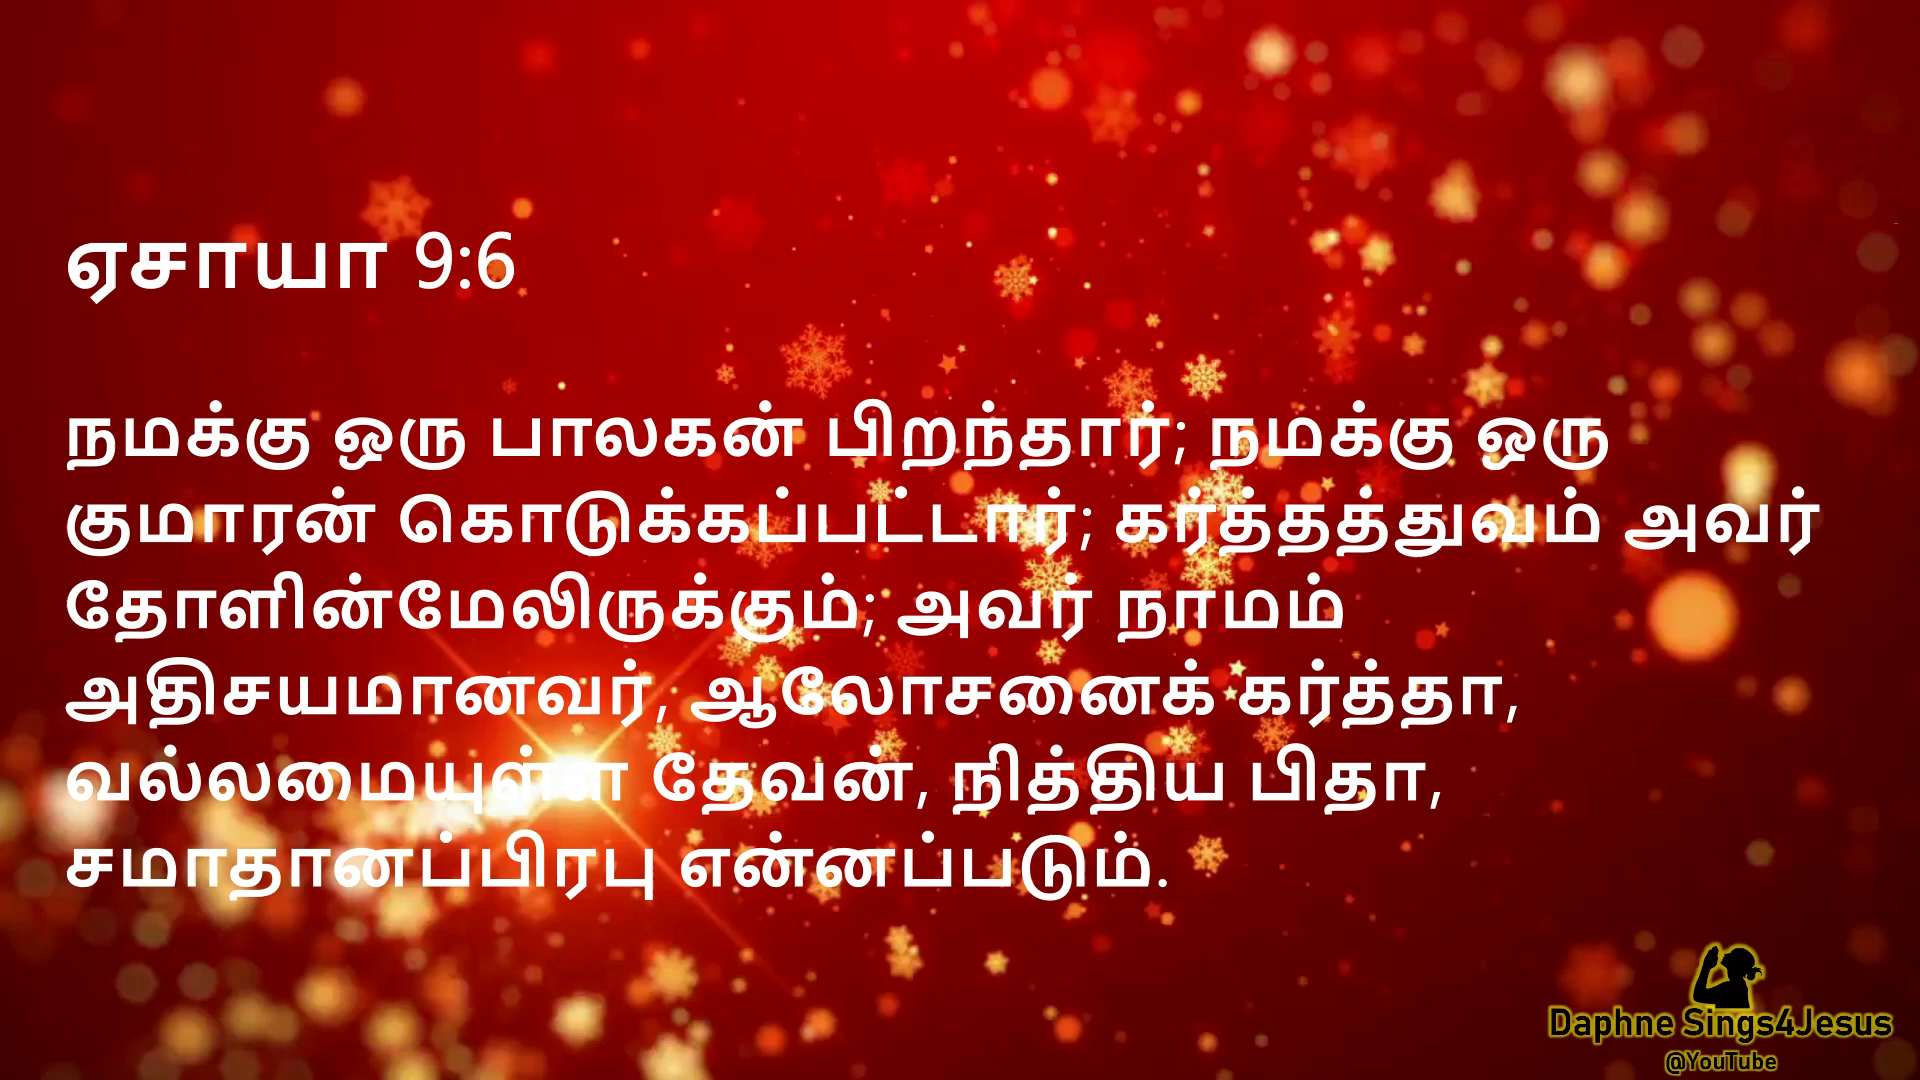 ஏசாயா 9:6
நமக்கு ஒரு பாலகன் பிறந்தார்; நமக்கு ஒரு
குமாரன் கொடுக்கப்பட்டார்; கர்த்தத்துவம் அவர்
தோளின்மேலிருக்கும்; அவர் நாமம்
அதிசயமானவர், ஆலோசனைக் கர்த்தா,
வல்லமையுள்ள தேவன், நித்திய பிதா,
சமாதானப்பிரபு என்னப்படும்.
Daphne Sings4Jesus
@YouTube